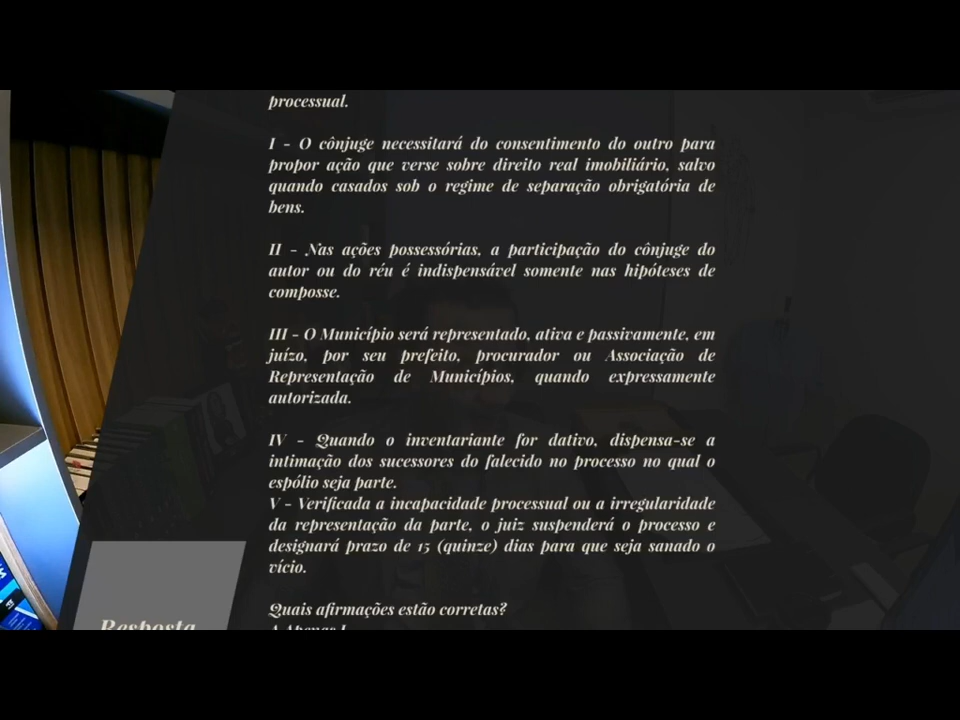 processual.
I - O cônjuge necessitará do consentimento do outro para
propor ação que verse sobre direito real imobiliário, salvo
quando casados sob o regime de separação obrigatória de
bens.
II - Nas ações possessórias, a participação do cônjuge do
autor ou do réu é indispensável somente nas hipóteses de
composse.
III - O Município será representado, ativa e passivamente, em
juízo, por seu prefeito, procurador ou Associação de
Representação de Municípios, quando expressamente
autorizada.
IV - Quando o inventariante for dativo, dispensa-se a
intimação dos sucessores do falecido no processo no qual o
espólio seja parte.
V - Verificada a incapacidade processual ou a irregularidade
da representação da parte, o juiz suspenderá o processo e
designará prazo de 15 (quinze) dias para que seja sanado o
vício.
Quais afirmações estão corretas?
A Apenas I
Resposta